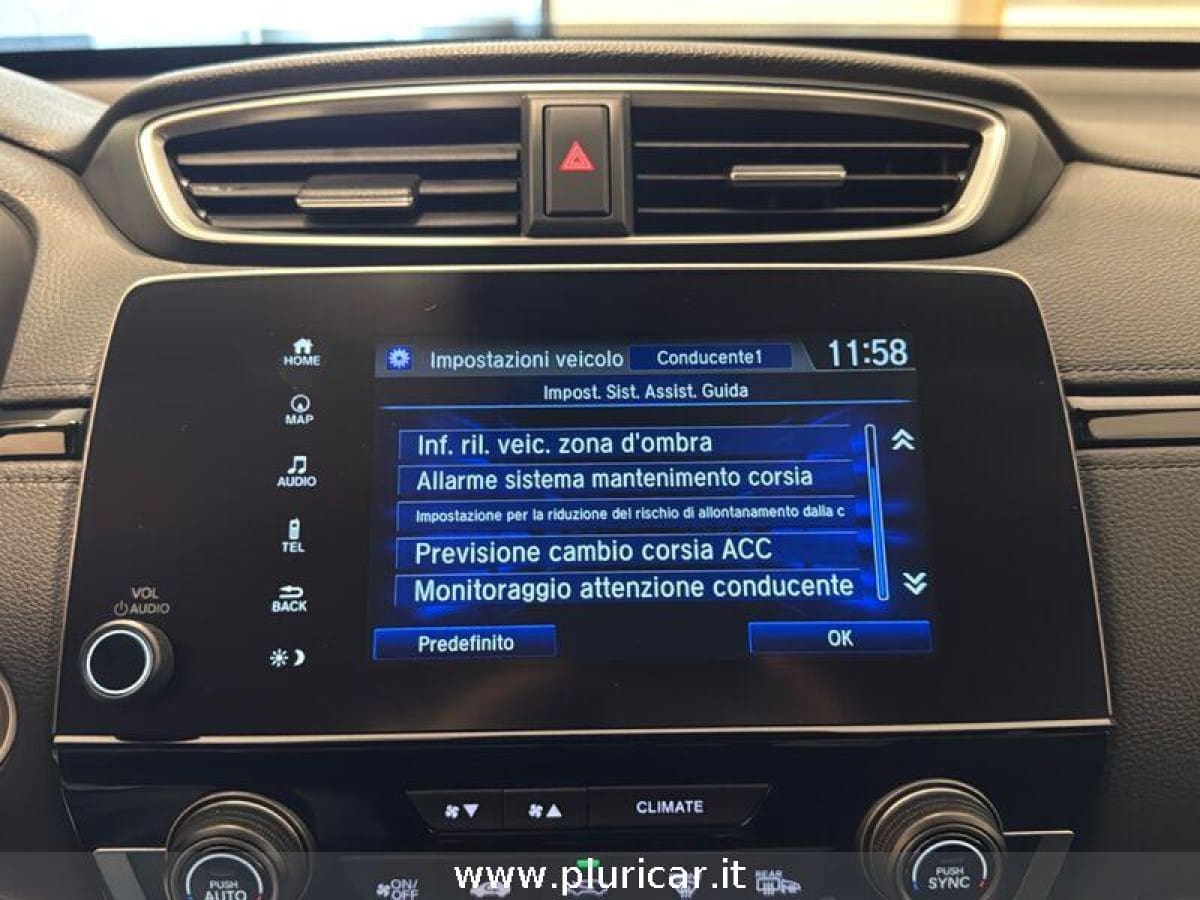 HOME
MAP
AUDIO
TEL
BACK
VOL
AUDIO
Impostazioni veicolo
Conducente1
11:58
Impost. Sist. Assist. Guida
Inf. ril. veic. zona d'ombra
Allarme sistema mantenimento corsia
Impostazione per la riduzione del rischio di allontanamento dalla c
Previsione cambio corsia ACC
Monitoraggio attenzione conducente
Predefinito
OK
CLIMATE
PUSH
AUTO
ON/
OFF
REAR
PUSH
SYNC
www.pluricar.it